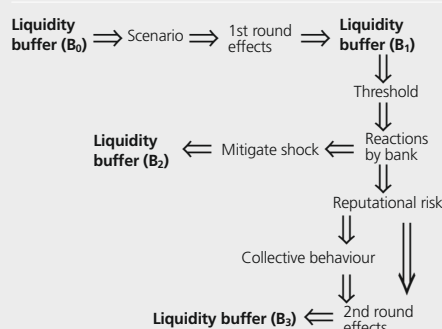 Liquidity
buffer (B0)
Scenario
1st round
effects
Liquidity
buffer (B1)
Threshold
Liquidity
buffer (B2)
Mitigate shock
Reactions
by bank
Reputational risk
Collective behaviour
Liquidity buffer (B3)
2nd round
effects